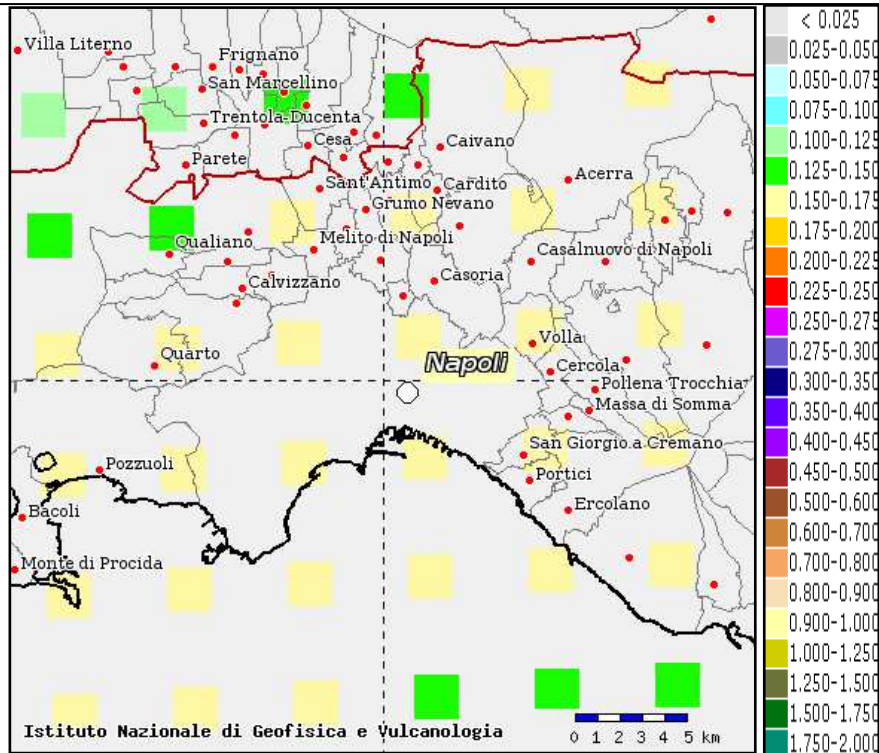 Villa Literno
Frignano
San Marcellino
Trentola-Ducenta
Cesa
Caivano
Parete
Acerra
Sant'Antimo
Cardito
Grumo Nevano
Qualiano
Melito di Napoli
Casalnuovo di Napoli
Calvizzano
Casoria
Volla
Quarto
Napoli
Cercola
Pollena Trocchia
Massa di Somma
San Giorgio a Cremano
Pozzuoli
Portici
Bacoli
Ercolano
Monte di Procida
Istituto Nazionale di Geofisica e Vulcanologia
0 1 2 3 4 5 km
< 0.025
0.025-0.050
0.050-0.075
0.075-0.100
0.100-0.125
0.125-0.150
0.150-0.175
0.175-0.200
0.200-0.225
0.225-0.250
0.250-0.275
0.275-0.300
0.300-0.350
0.350-0.400
0.400-0.450
0.450-0.500
0.500-0.600
0.600-0.700
0.700-0.800
0.800-0.900
0.900-1.000
1.000-1.250
1.250-1.500
1.500-1.750
1.750-2.000